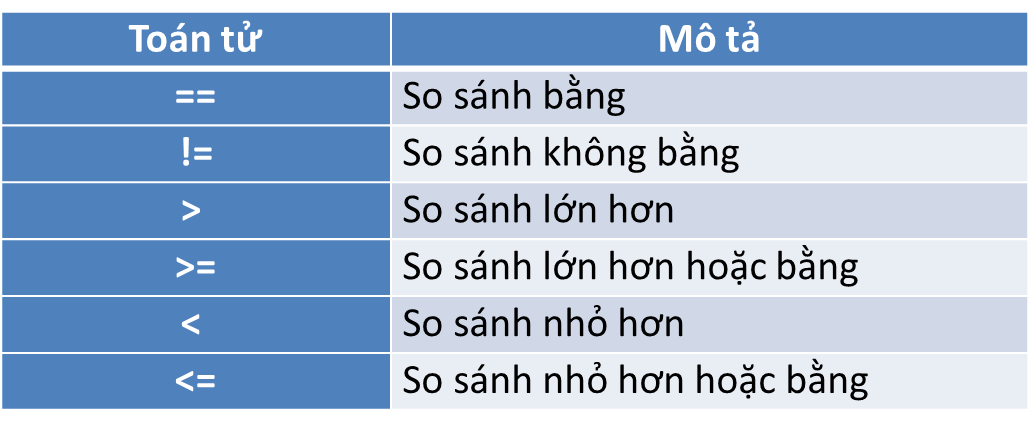 Toán tử Mô tả
== So sánh bằng
!= So sánh không bằng
> So sánh lớn hơn
>= So sánh lớn hơn hoặc bằng
< So sánh nhỏ hơn
<= So sánh nhỏ hơn hoặc bằng